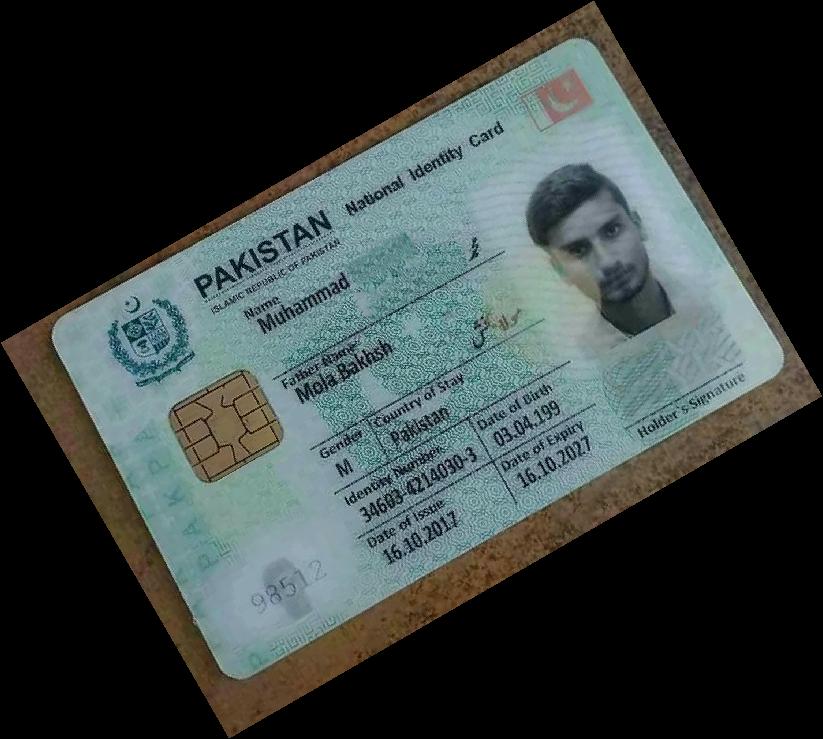 PAKISTAN National Identity Card
ISLAMIC REPUBLIC OF PAKISTAN
Name
Muhammad
Father Name
Mola Bakhsh
Gender Country of Stay
M Pakistan
Identity Number Date of Birth
34603-4214030-3 03.04.199
Date of Issue Date of Expiry
16.10.2017 16.10.2027
Holder's Signature
98512